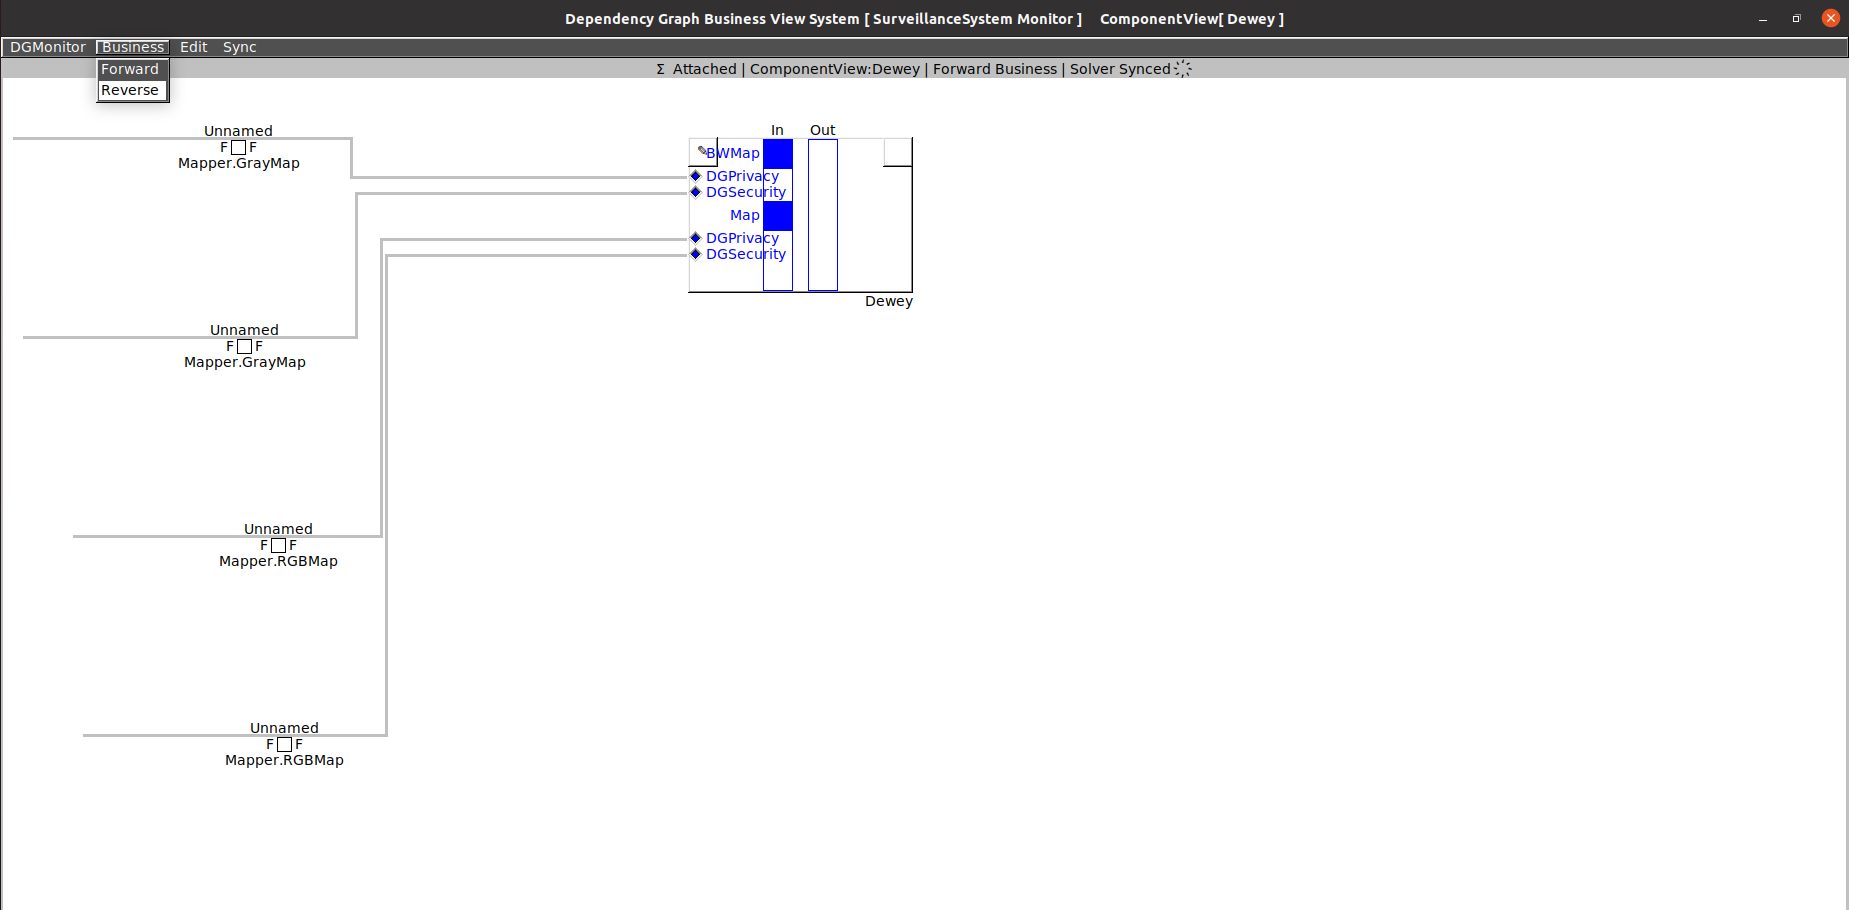 Dependency Graph Business View System [ SurveillanceSystem Monitor ] ComponentView[ Dewey ]
DGMonitor Business Edit Sync
Forward
Reverse
Σ Attached | ComponentView:Dewey | Forward Business | Solver Synced
In Out
Unnamed
F F
Mapper.GrayMap
BWMap
DGPrivacy
DGSecurity
Map
DGPrivacy
DGSecurity
Dewey
Unnamed
F F
Mapper.GrayMap
Unnamed
F F
Mapper.RGBMap
Unnamed
F F
Mapper.RGBMap